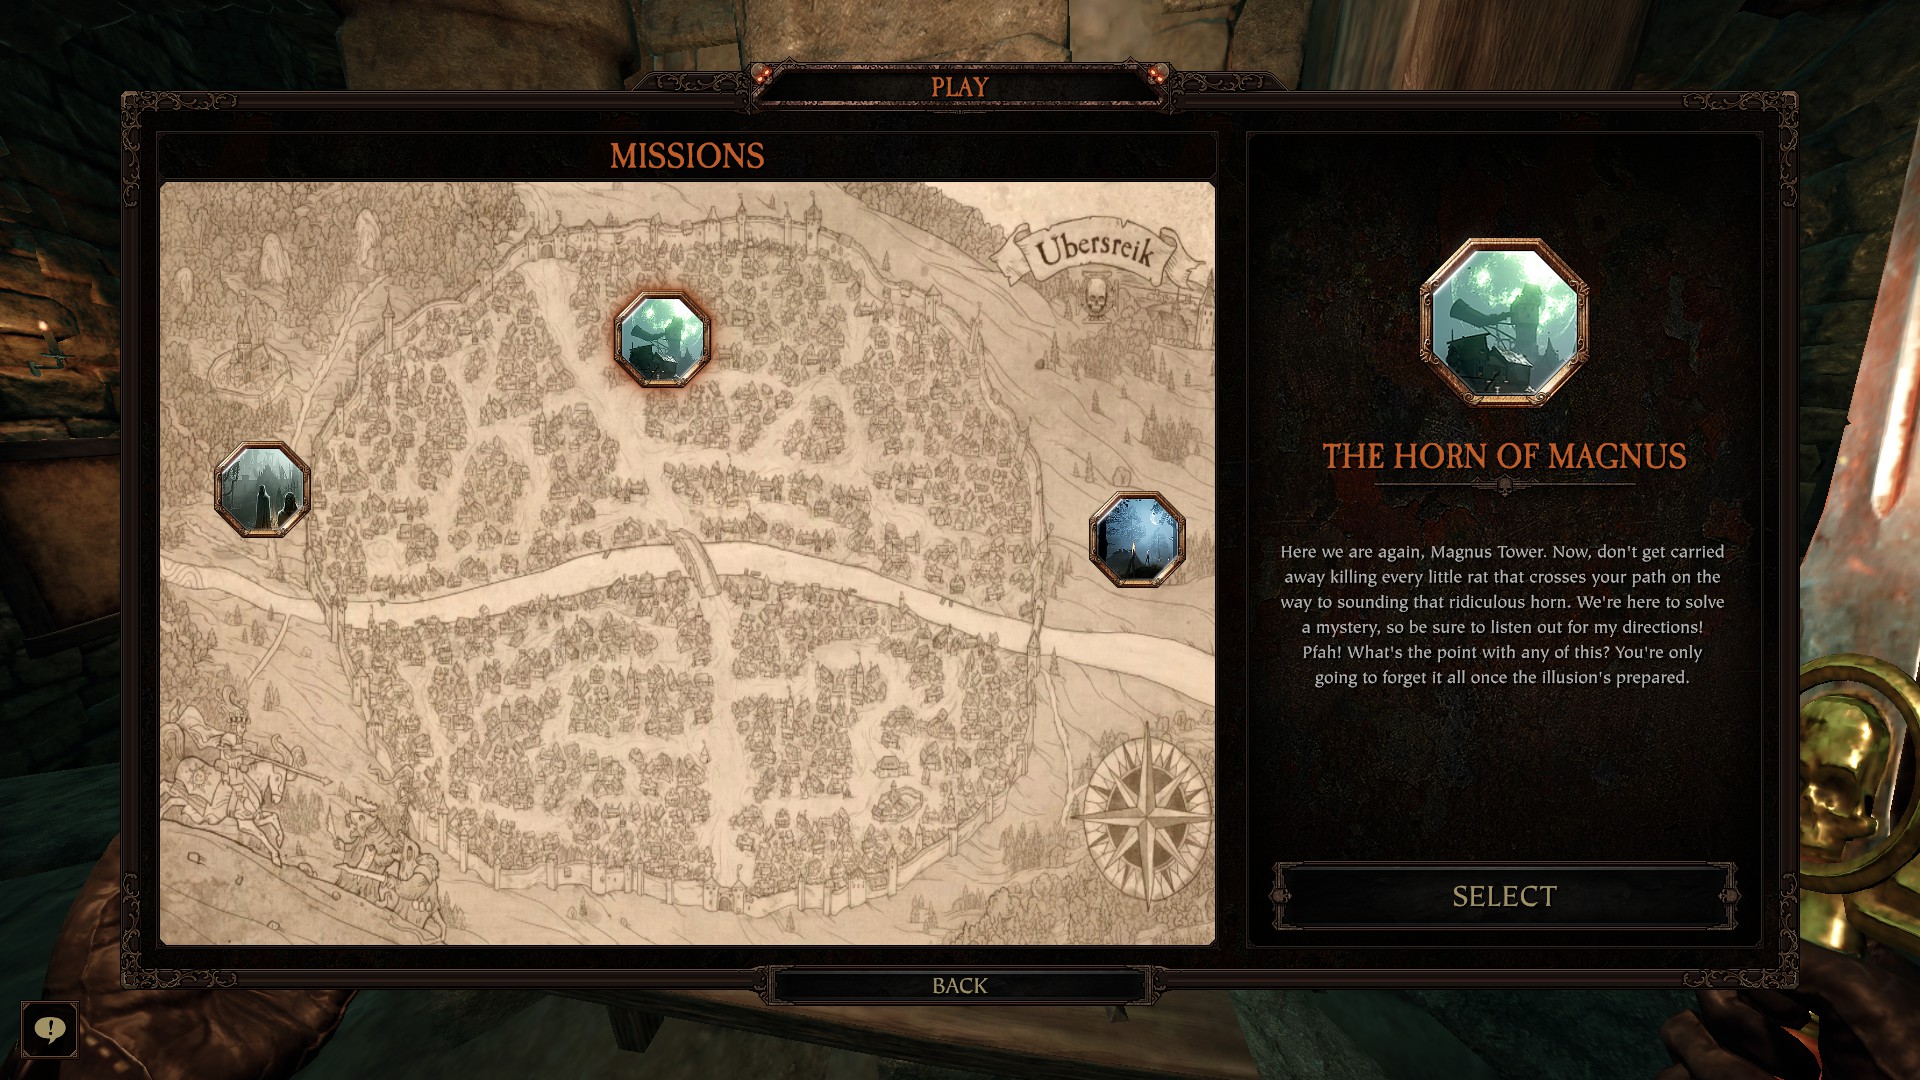 PLAY
MISSIONS
Ubersreik
THE HORN OF MAGNUS
Here we are again, Magnus Tower. Now, don't get carried
away killing every little rat that crosses your path on the
way to sounding that ridiculous horn. We're here to solve
a mystery, so be sure to listen out for my directions!
Pfah! What's the point with any of this? You're only
going to forget it all once the illusion's prepared.
SELECT
BACK